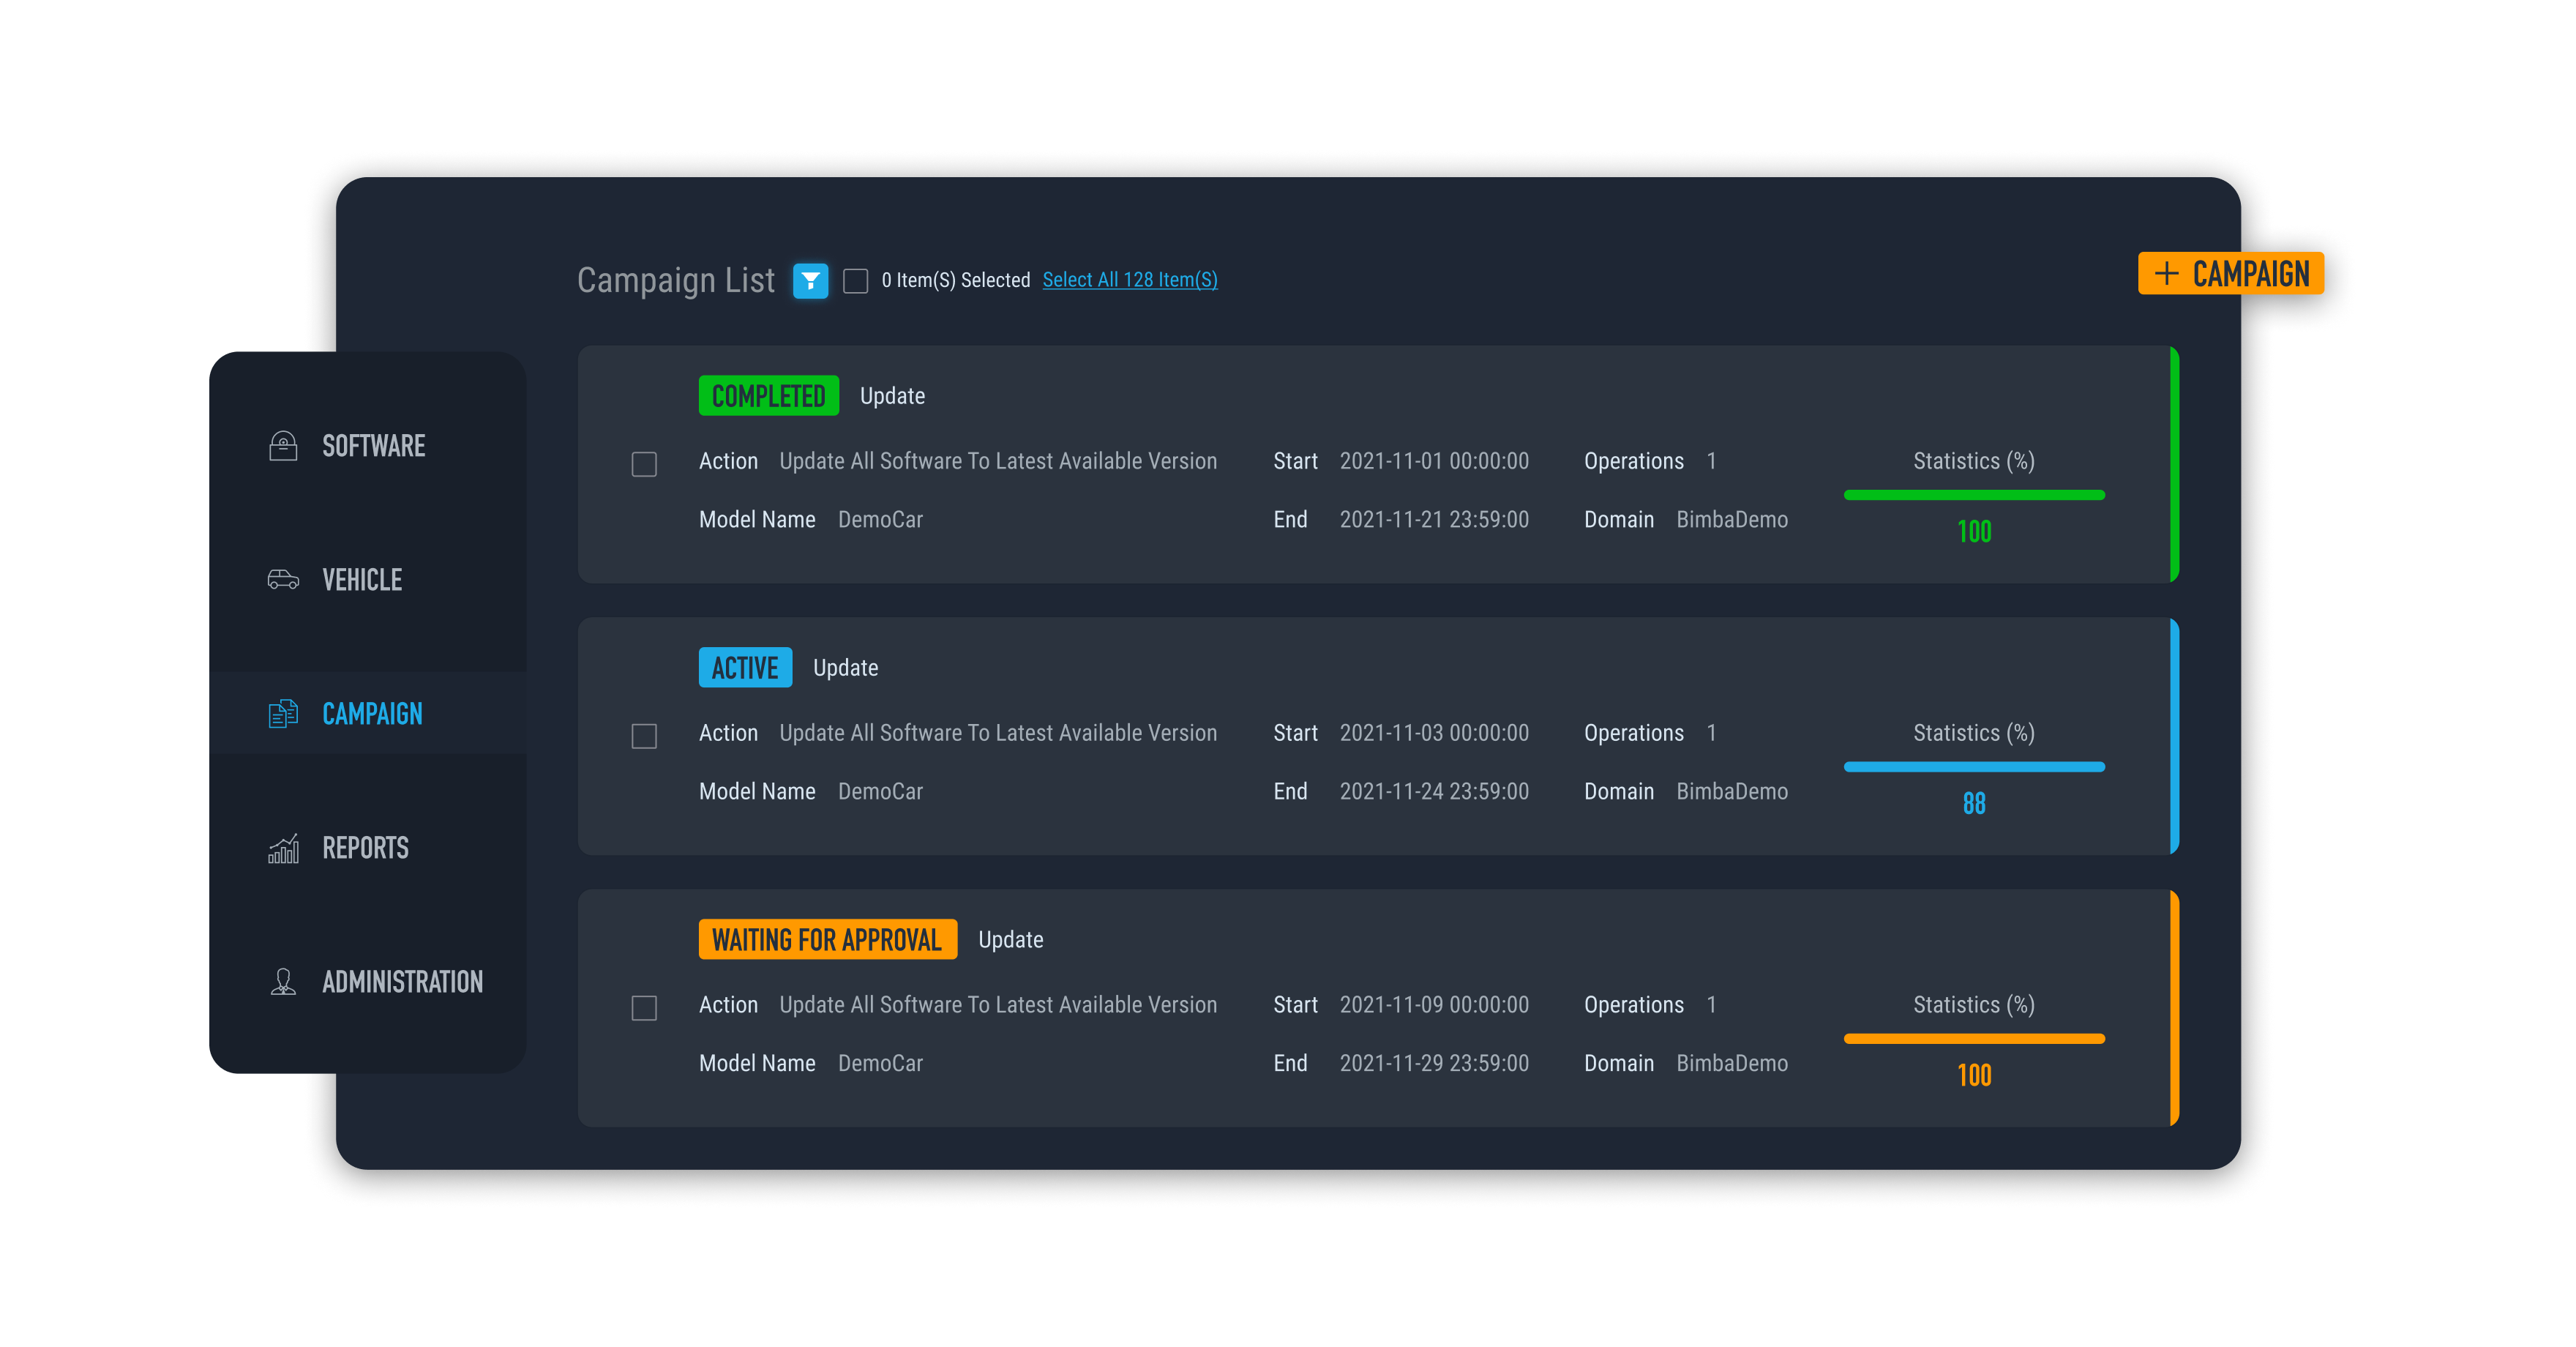 Campaign List 0 Item(S) Selected Select All 128 Item(S)
+ CAMPAIGN
SOFTWARE
VEHICLE
CAMPAIGN
REPORTS
ADMINISTRATION
COMPLETED Update
Action Update All Software To Latest Available Version Start 2021-11-01 00:00:00 Operations 1 Statistics (%)
Model Name DemoCar End 2021-11-21 23:59:00 Domain BimbaDemo
100
ACTIVE Update
Action Update All Software To Latest Available Version Start 2021-11-03 00:00:00 Operations 1 Statistics (%)
Model Name DemoCar End 2021-11-24 23:59:00 Domain BimbaDemo
88
WAITING FOR APPROVAL Update
Action Update All Software To Latest Available Version Start 2021-11-09 00:00:00 Operations 1 Statistics (%)
Model Name DemoCar End 2021-11-29 23:59:00 Domain BimbaDemo
100